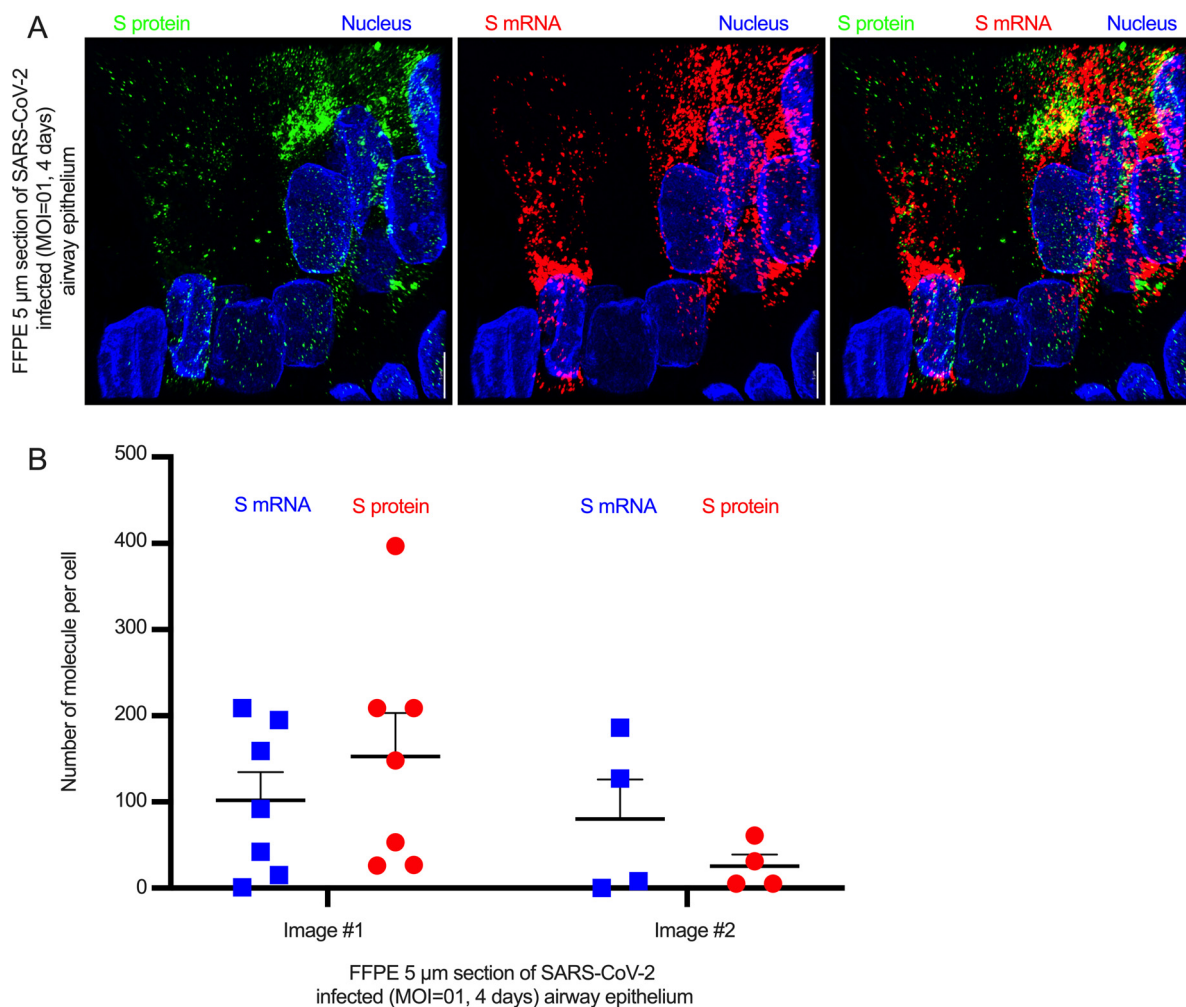 A
S protein Nucleus S mRNA Nucleus S protein S mRNA Nucleus
FFPE 5 µm section of SARS-CoV-2
infected (MOI=01, 4 days)
airway epithelium
B
Number of molecule per cell
500
400
300
200
100
0
S mRNA S protein S mRNA S protein
Image #1 Image #2
FFPE 5 µm section of SARS-CoV-2
infected (MOI=01, 4 days) airway epithelium